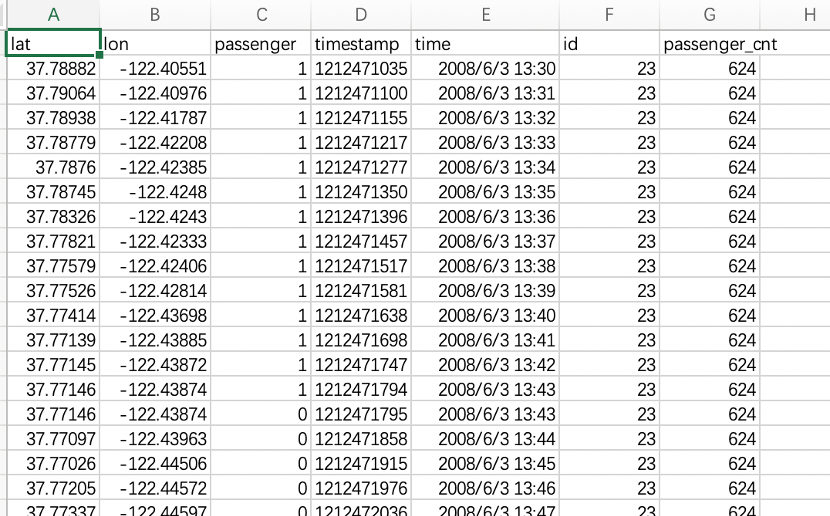 A B C D E F G H
lat lon passenger timestamp time id passenger_cnt
37.78882 -122.40551 1 1212471035 2008/6/3 13:30 23 624
37.79064 -122.40976 1 1212471100 2008/6/3 13:31 23 624
37.78938 -122.41787 1 1212471155 2008/6/3 13:32 23 624
37.78779 -122.42208 1 1212471217 2008/6/3 13:33 23 624
37.7876 -122.42385 1 1212471277 2008/6/3 13:34 23 624
37.78745 -122.4248 1 1212471350 2008/6/3 13:35 23 624
37.78326 -122.4243 1 1212471396 2008/6/3 13:36 23 624
37.77821 -122.42333 1 1212471457 2008/6/3 13:37 23 624
37.77579 -122.42406 1 1212471517 2008/6/3 13:38 23 624
37.77526 -122.42814 1 1212471581 2008/6/3 13:39 23 624
37.77414 -122.43698 1 1212471638 2008/6/3 13:40 23 624
37.77139 -122.43885 1 1212471698 2008/6/3 13:41 23 624
37.77145 -122.43872 1 1212471747 2008/6/3 13:42 23 624
37.77146 -122.43874 1 1212471794 2008/6/3 13:43 23 624
37.77146 -122.43874 0 1212471795 2008/6/3 13:43 23 624
37.77097 -122.43963 0 1212471858 2008/6/3 13:44 23 624
37.77026 -122.44506 0 1212471915 2008/6/3 13:45 23 624
37.77205 -122.44572 0 1212471976 2008/6/3 13:46 23 624
37.77337 -122.44597 0 1212472036 2008/6/3 13:47 23 624